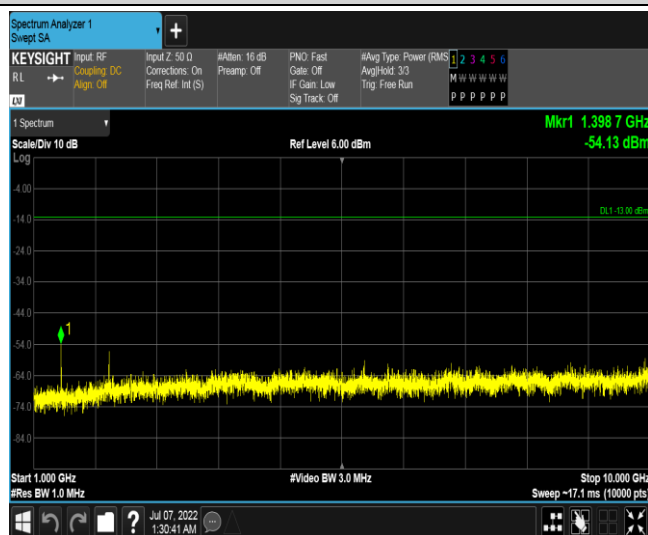 Spectrum Analyzer 1
Swept SA
KEYSIGHT
RL
LXI
Input: RF
Coupling: DC
Align: Off
Input Z: 50 Ω
Corrections: On
Freq Ref: Int (S)
#Atten: 16 dB
Preamp: Off
PNO: Fast
Gate: Off
IF Gain: Low
Sig Track: Off
#Avg Type: Power (RMS
Avg|Hold: 3/3
Trig: Free Run
1 2 3 4 5 6
M W W W W W
P P P P P P
1 Spectrum
Scale/Div 10 dB
Log
Ref Level 6.00 dBm
Mkr1 1.398 7 GHz
-54.13 dBm
-4.00
DL1 -13.00 dBm
-14.0
-24.0
-34.0
-44.0
1
-54.0
-64.0
-74.0
-84.0
Start 1.000 GHz
#Res BW 1.0 MHz
#Video BW 3.0 MHz
Stop 10.000 GHz
Sweep ~17.1 ms (10000 pts)
Jul 07, 2022
1:30:41 AM